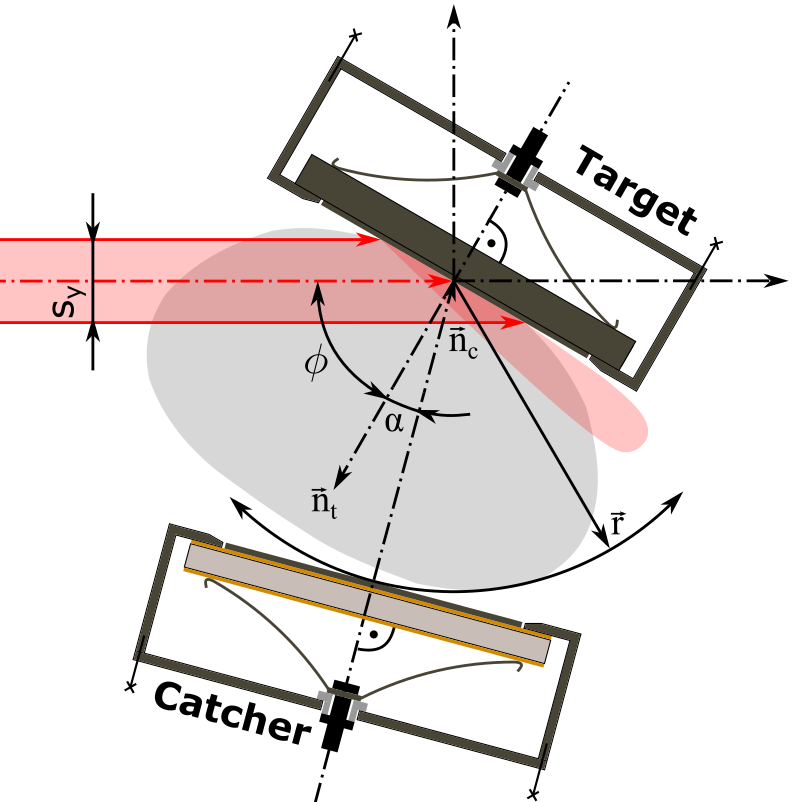 Target
s_y
n⃗_c
ϕ
α
n⃗_t
r⃗
Catcher